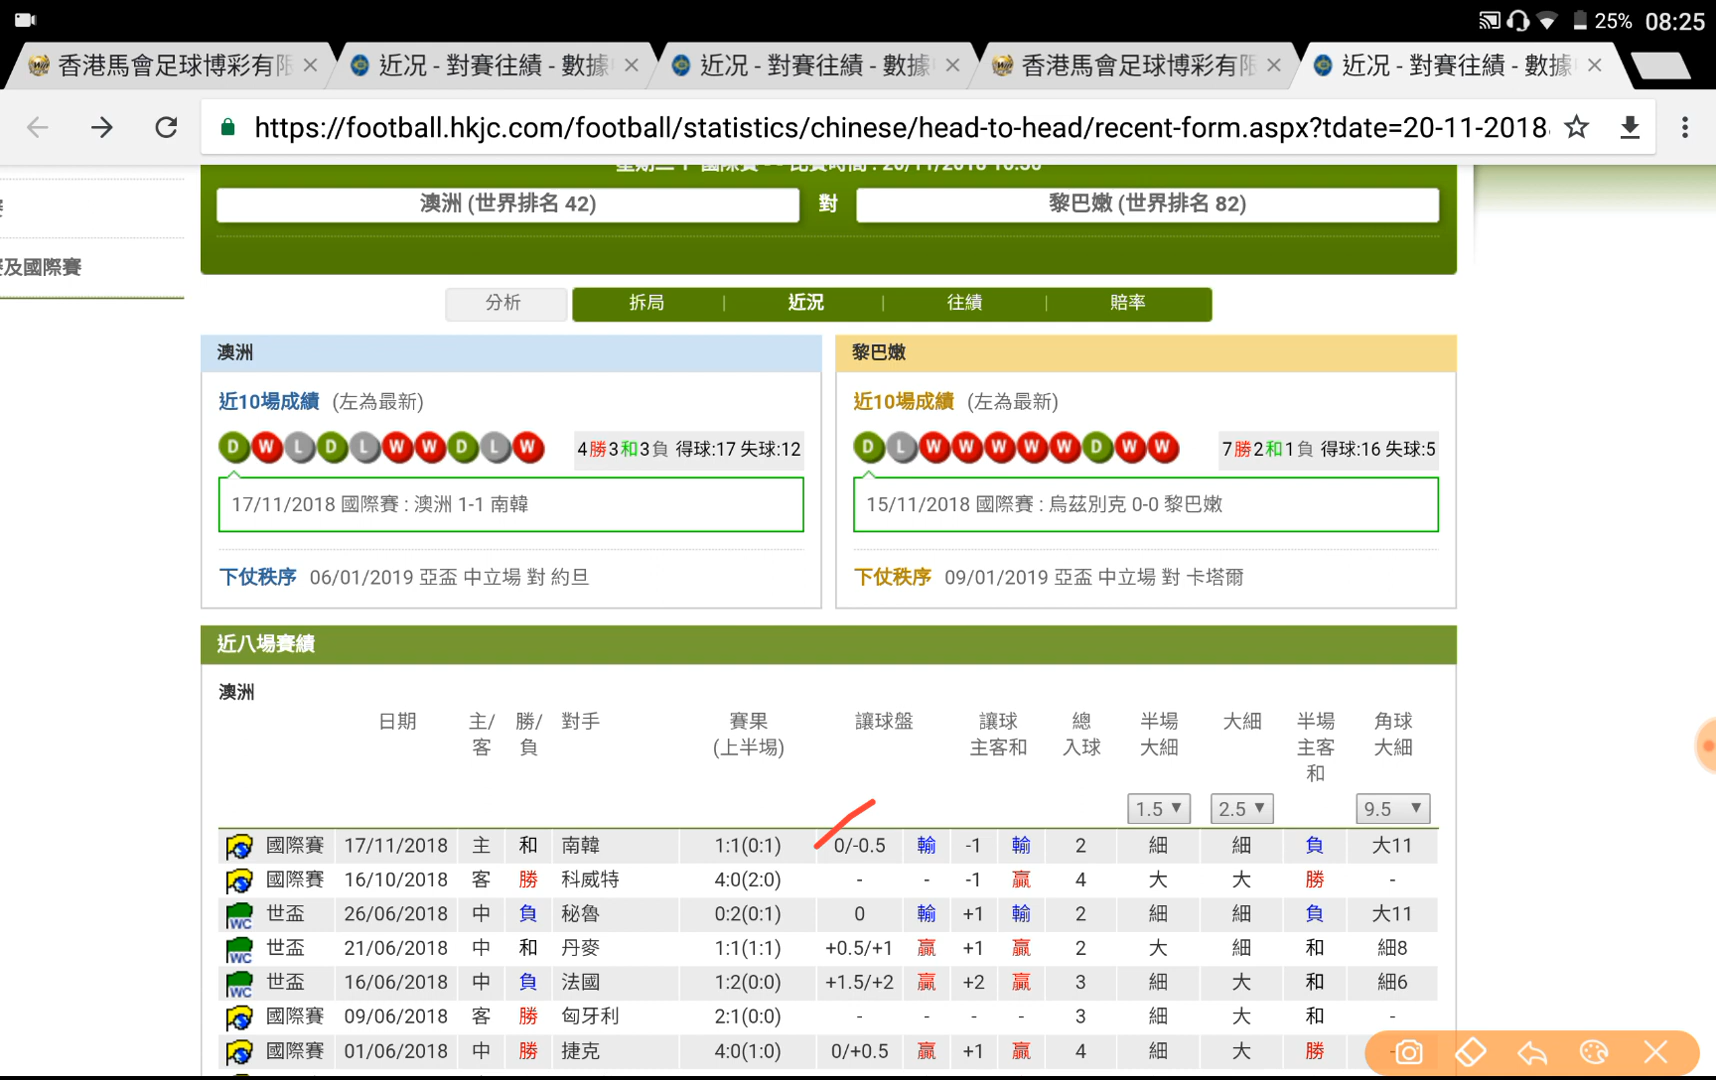 25% 08:25
香港馬會足球博彩有限 近況 - 對賽往績 - 數據 近況 - 對賽往績 - 數據 香港馬會足球博彩有限 近況 - 對賽往績 - 數據
https://football.hkjc.com/football/statistics/chinese/head-to-head/recent-form.aspx?tdate=20-11-2018
澳洲 (世界排名 42) 對 黎巴嫩 (世界排名 82)
及國際賽
分析 拆局 | 近況 | 往績 | 賠率
澳洲
近10場成績 (左為最新)
D W L D L W W D L W 4勝3和3負 得球:17 失球:12
17/11/2018 國際賽 : 澳洲 1-1 南韓
下仗秩序 06/01/2019 亞盃 中立場 對 約旦
黎巴嫩
近10場成績 (左為最新)
D L W W W W W D W W 7勝2和1負 得球:16 失球:5
15/11/2018 國際賽 : 烏茲別克 0-0 黎巴嫩
下仗秩序 09/01/2019 亞盃 中立場 對 卡塔爾
近八場賽績
澳洲
日期 主/ 勝/ 對手 賽果 讓球盤 讓球 總 半場 大細 半場 角球
客 負 (上半場) 主客和 入球 大細 主客 大細
和
1.5 2.5 9.5
國際賽 17/11/2018 主 和 南韓 1:1(0:1) 0/-0.5 輸 -1 輸 2 細 細 負 大11
國際賽 16/10/2018 客 勝 科威特 4:0(2:0) - - -1 贏 4 大 大 勝 -
WC 世盃 26/06/2018 中 負 秘魯 0:2(0:1) 0 輸 +1 輸 2 細 細 負 大11
WC 世盃 21/06/2018 中 和 丹麥 1:1(1:1) +0.5/+1 贏 +1 贏 2 大 細 和 細8
WC 世盃 16/06/2018 中 負 法國 1:2(0:0) +1.5/+2 贏 +2 贏 3 細 大 和 細6
國際賽 09/06/2018 客 勝 匈牙利 2:1(0:0) - - - - 3 細 大 和 -
國際賽 01/06/2018 中 勝 捷克 4:0(1:0) 0/+0.5 贏 +1 贏 4 細 大 勝 -